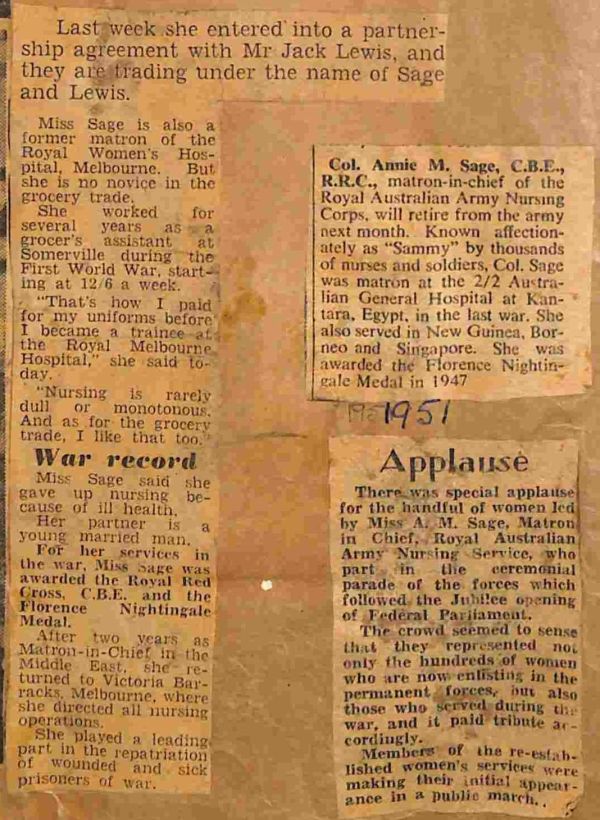 Last week she entered into a partner-
ship agreement with Mr Jack Lewis, and
they are trading under the name of Sage
and Lewis.
Miss Sage is also a
former matron of the
Royal Women's Hos-
pital, Melbourne. But
she is no novice in the
grocery trade.
She worked for
several years as a
grocer's assistant at
Somerville during the
First World War, start-
ing at 12/6 a week.
"That's how I paid
for my uniforms before
I became a trainee at
the Royal Melbourne
Hospital," she said to-
day.
"Nursing is rarely
dull or monotonous.
And as for the grocery
trade, I like that too."
War record
Miss Sage said she
gave up nursing be-
cause of ill health.
Her partner is a
young married man.
For her services in
the war, Miss Sage was
awarded the Royal Red
Cross, C.B.E. and the
Florence Nightingale
Medal.
After two years as
Matron-in-Chief in the
Middle East, she re-
turned to Victoria Bar-
racks, Melbourne, where
she directed all nursing
operations.
She played a leading
part in the repatriation
of wounded and sick
prisoners of war.
Col. Annie M. Sage, C.B.E.,
R.R.C., matron-in-chief of the
Royal Australian Army Nursing
Corps, will retire from the army
next month. Known affection-
ately as "Sammy" by thousands
of nurses and soldiers, Col. Sage
was matron at the 2/2 Austra-
lian General Hospital at Kan-
tara, Egypt, in the last war. She
also served in New Guinea, Bor-
neo and Singapore. She was
awarded the Florence Nightin-
gale Medal in 1947
1951
Applause
There was special applause
for the handful of women led
by Miss A. M. Sage, Matron
in Chief, Royal Australian
Army Nursing Service, who
part in the ceremonial
parade of the forces which
followed the Jubilee opening
of Federal Parliament.
The crowd seemed to sense
that they represented not
only the hundreds of women
who are now enlisting in the
permanent forces, but also
those who served during the
war, and it paid tribute ac-
cordingly.
Members of the re-estab-
lished women's services were
making their initial appear-
ance in a public march.